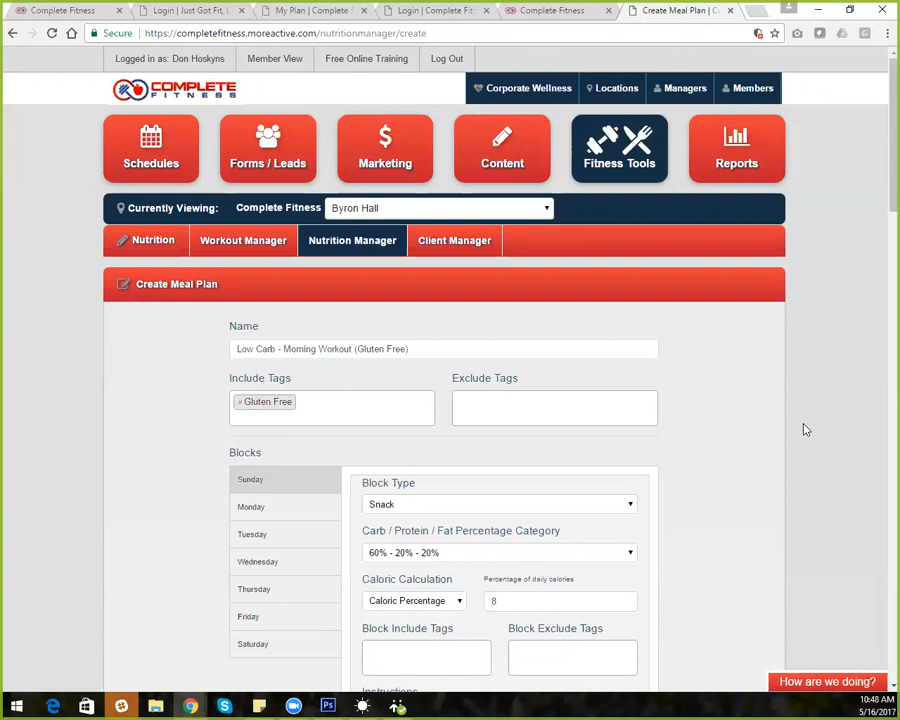 Complete Fitness
Login | Just Got Fit, L
My Plan | Complete F
Login | Complete Fitn
Complete Fitness
Create Meal Plan | C
Secure https://completefitness.moreactive.com/nutritionmanager/create
Logged in as: Don Hoskyns Member View Free Online Training Log Out
COMPLETE
FITNESS
Corporate Wellness Locations Managers Members
Schedules Forms / Leads Marketing Content Fitness Tools Reports
Currently Viewing: Complete Fitness Byron Hall
Nutrition Workout Manager Nutrition Manager Client Manager
Create Meal Plan
Name
Low Carb - Morning Workout (Gluten Free)
Include Tags Exclude Tags
×Gluten Free
Blocks
Sunday
Monday
Tuesday
Wednesday
Thursday
Friday
Saturday
Block Type
Snack
Carb / Protein / Fat Percentage Category
60% - 20% - 20%
Caloric Calculation Percentage of daily calories
Caloric Percentage 8
Block Include Tags Block Exclude Tags
Instructions
How are we doing?
Ps
10:48 AM
5/16/2017